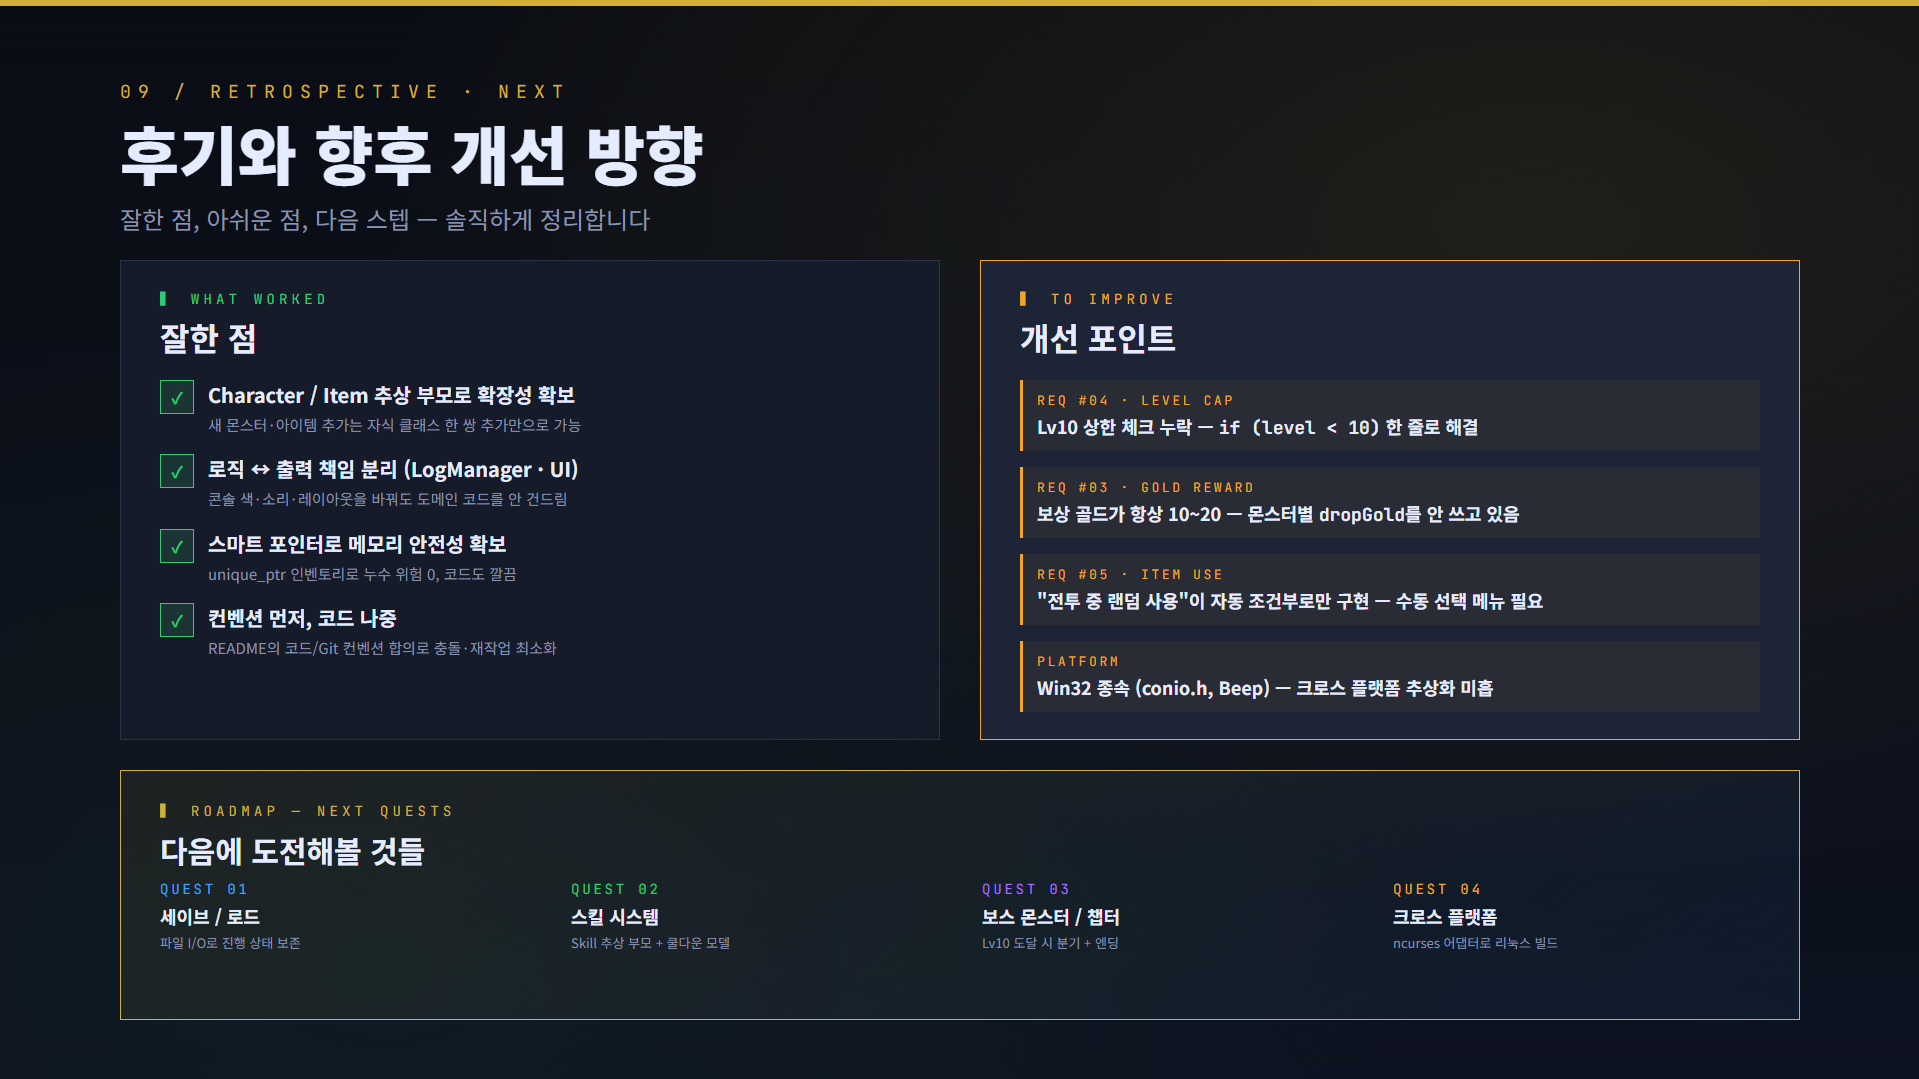 09 / RETROSPECTIVE · NEXT
후기와 향후 개선 방향
잘한 점, 아쉬운 점, 다음 스텝 — 솔직하게 정리합니다
WHAT WORKED
잘한 점
✓ Character / Item 추상 부모로 확장성 확보
새 몬스터·아이템 추가는 자식 클래스 한 쌍 추가만으로 가능
✓ 로직 ↔ 출력 책임 분리 (LogManager · UI)
콘솔 색·소리·레이아웃을 바꿔도 도메인 코드를 안 건드림
✓ 스마트 포인터로 메모리 안전성 확보
unique_ptr 인벤토리로 누수 위험 0, 코드도 깔끔
✓ 컨벤션 먼저, 코드 나중
README의 코드/Git 컨벤션 합의로 충돌·재작업 최소화
TO IMPROVE
개선 포인트
REQ #04 · LEVEL CAP
Lv10 상한 체크 누락 — if (level < 10) 한 줄로 해결
REQ #03 · GOLD REWARD
보상 골드가 항상 10~20 — 몬스터별 dropGold를 안 쓰고 있음
REQ #05 · ITEM USE
"전투 중 랜덤 사용"이 자동 조건부로만 구현 — 수동 선택 메뉴 필요
PLATFORM
Win32 종속 (conio.h, Beep) — 크로스 플랫폼 추상화 미흡
ROADMAP — NEXT QUESTS
다음에 도전해볼 것들
QUEST 01
세이브 / 로드
파일 I/O로 진행 상태 보존
QUEST 02
스킬 시스템
Skill 추상 부모 + 쿨다운 모델
QUEST 03
보스 몬스터 / 챕터
Lv10 도달 시 분기 + 엔딩
QUEST 04
크로스 플랫폼
ncurses 어댑터로 리눅스 빌드